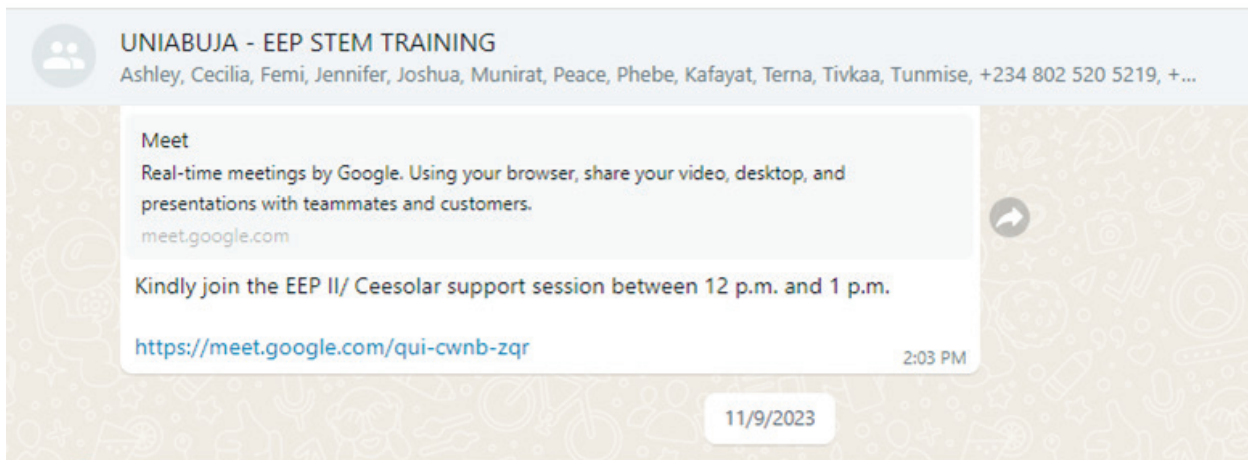 UNIABUJA - EEP STEM TRAINING
Ashley, Cecilia, Femi, Jennifer, Joshua, Munirat, Peace, Phebe, Kafayat, Terna, Tivkaa, Tunmise, +234 802 520 5219, +...
Meet
Real-time meetings by Google. Using your browser, share your video, desktop, and
presentations with teammates and customers.
meet.google.com
Kindly join the EEP II/ Ceesolar support session between 12 p.m. and 1 p.m.
https://meet.google.com/qui-cwnb-zqr
2:03 PM
11/9/2023